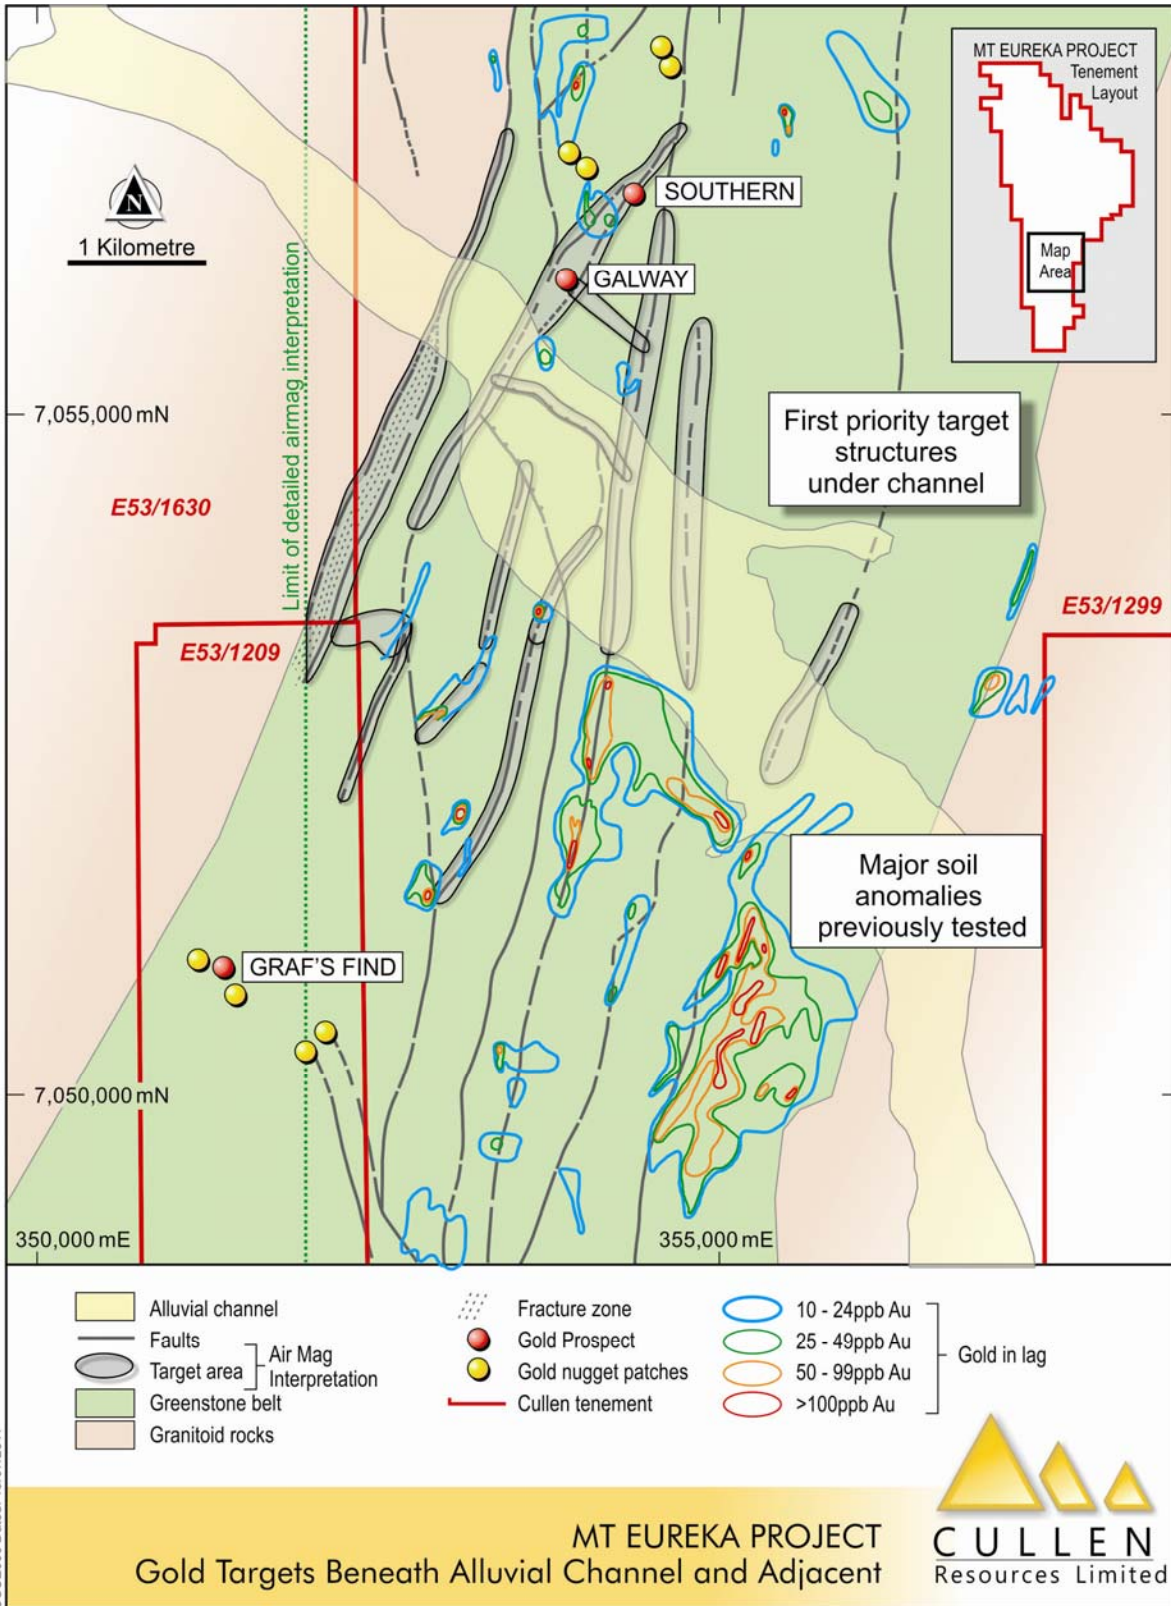 MT EUREKA PROJECT
Tenement
Layout
Map
Area
N
1 Kilometre
SOUTHERN
GALWAY
Limit of detailed airmag interpretation
7,055,000 mN
First priority target
structures
under channel
E53/1630
E53/1209
E53/1299
Major soil
anomalies
previously tested
GRAF'S FIND
7,050,000 mN
350,000 mE
355,000 mE
Alluvial channel
Faults
Target area
Air Mag
Interpretation
Greenstone belt
Granitoid rocks
Fracture zone
Gold Prospect
Gold nugget patches
Cullen tenement
10 - 24ppb Au
25 - 49ppb Au
50 - 99ppb Au
>100ppb Au
Gold in lag
MT EUREKA PROJECT
Gold Targets Beneath Alluvial Channel and Adjacent
CULLEN
Resources Limited